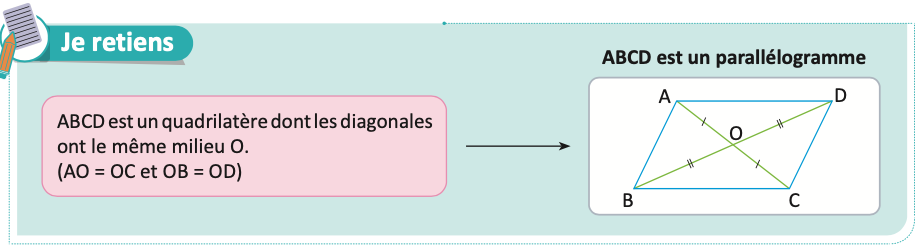 Je retiens
ABCD est un quadrilatère dont les diagonales
ont le même milieu O.
(AO = OC et OB = OD)
ABCD est un parallélogramme
A
D
O
B
C